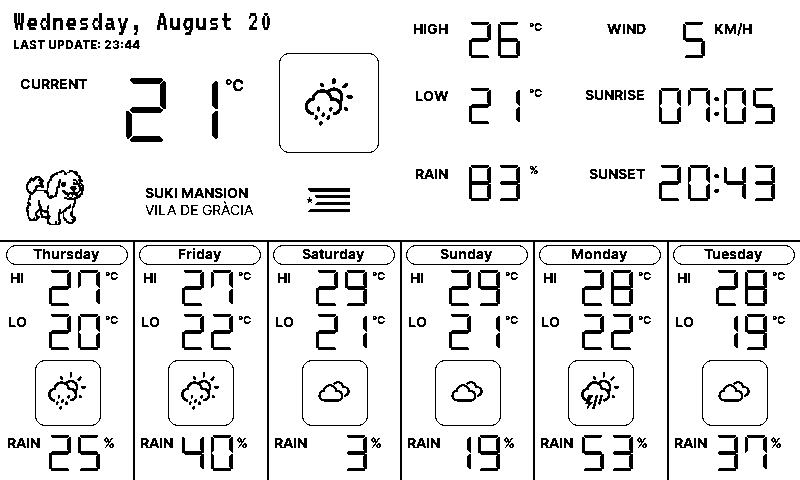 Wednesday, August 20
LAST UPDATE: 23:44
CURRENT 21 °C
HIGH 26 °C
LOW 21 °C
RAIN 83 %
WIND 5 KM/H
SUNRISE 07:05
SUNSET 20:43
SUKI MANSION
VILA DE GRÀCIA
Thursday
HI 27 °C
LO 20 °C
RAIN 25 %
Friday
HI 27 °C
LO 22 °C
RAIN 40 %
Saturday
HI 29 °C
LO 21 °C
RAIN 3 %
Sunday
HI 29 °C
LO 21 °C
RAIN 19 %
Monday
HI 28 °C
LO 22 °C
RAIN 53 %
Tuesday
HI 28 °C
LO 19 °C
RAIN 37 %